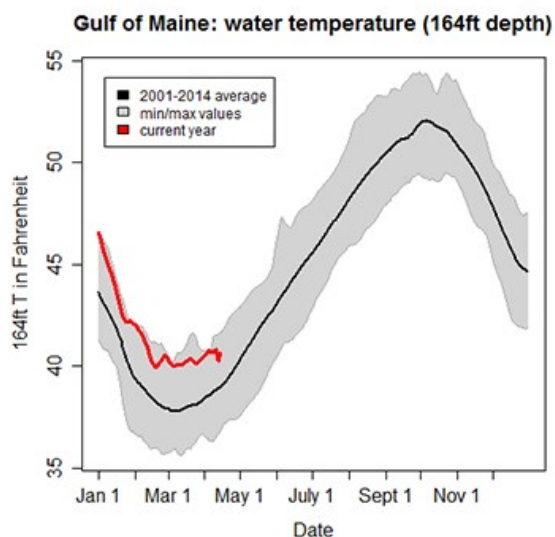 Gulf of Maine: water temperature (164ft depth)
2001-2014 average
min/max values
current year
164ft T in Fahrenheit
55
50
45
40
35
Jan 1 Mar 1 May 1 July 1 Sept 1 Nov 1
Date